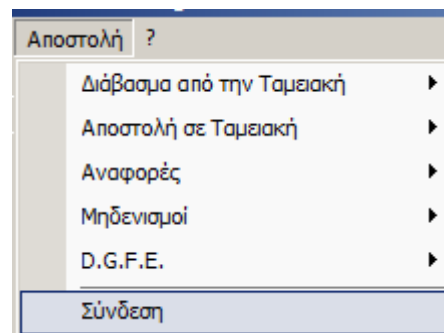 Αποστολή ?
Διάβασμα από την Ταμειακή
Αποστολή σε Ταμειακή
Αναφορές
Μηδενισμοί
D.G.F.E.
Σύνδεση